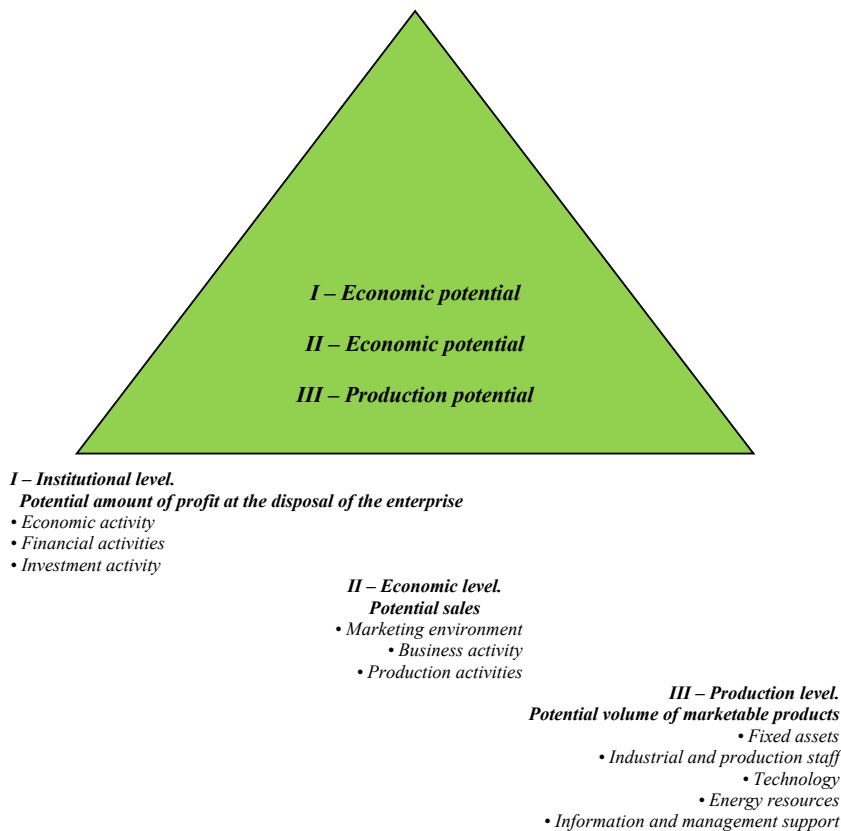 I – Economic potential
II – Economic potential
III – Production potential
I – Institutional level.
Potential amount of profit at the disposal of the enterprise
• Economic activity
• Financial activities
• Investment activity
II – Economic level.
Potential sales
• Marketing environment
• Business activity
• Production activities
III – Production level.
Potential volume of marketable products
• Fixed assets
• Industrial and production staff
• Technology
• Energy resources
• Information and management support